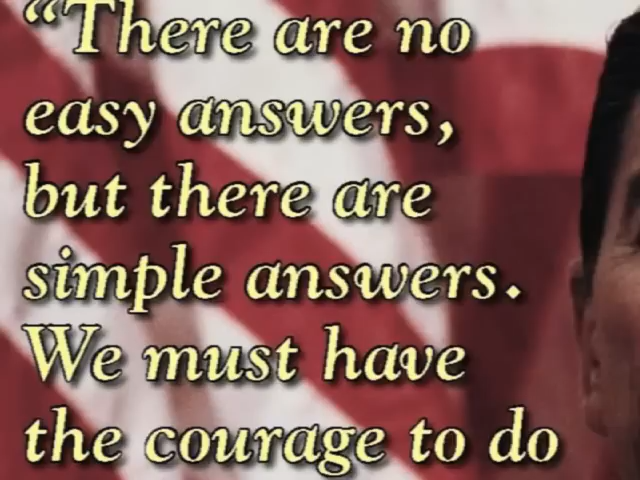 “There are no
easy answers,
but there are
simple answers.
We must have
the courage to do